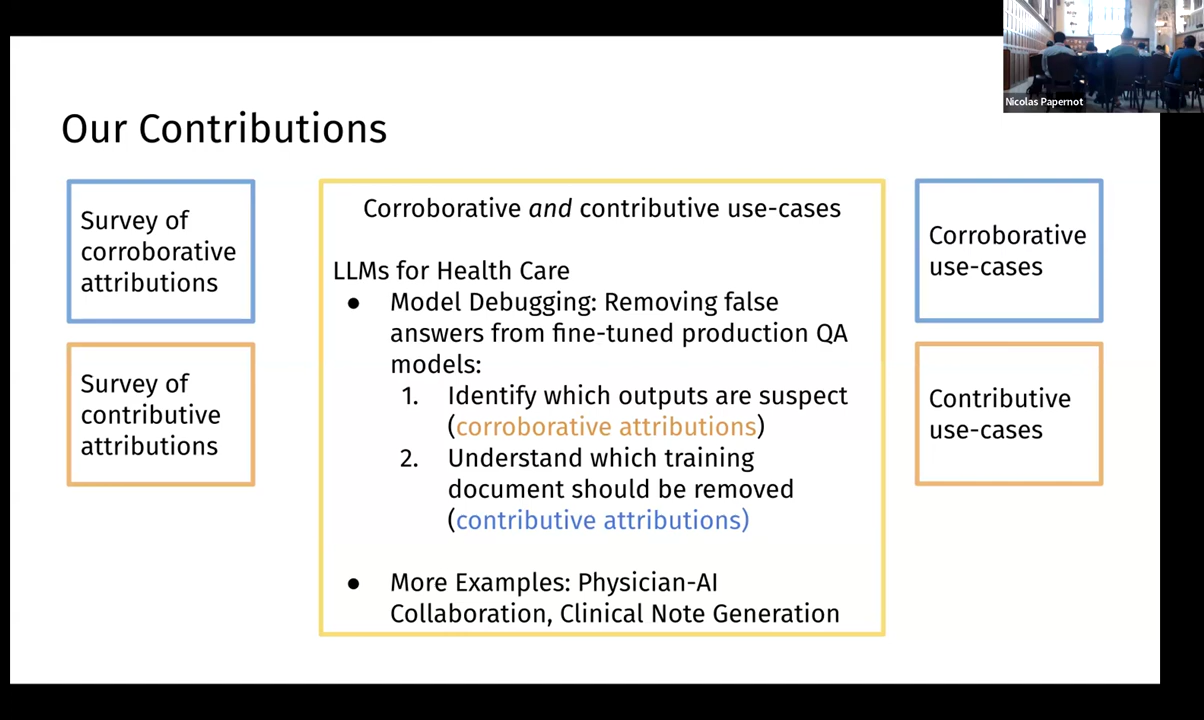 Nicolas Papernot
Our Contributions
Survey of
corroborative
attributions
Survey of
contributive
attributions
Corroborative and contributive use-cases
LLMs for Health Care
● Model Debugging: Removing false
answers from fine-tuned production QA
models:
1. Identify which outputs are suspect
(corroborative attributions)
2. Understand which training
document should be removed
(contributive attributions)
● More Examples: Physician-AI
Collaboration, Clinical Note Generation
Corroborative
use-cases
Contributive
use-cases